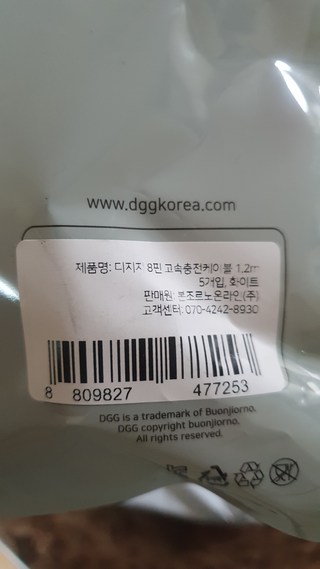 www.dggkorea.com
제품명: 디지지 8핀 고속충전케이블 1.2m
5개입, 화이트
판매원: 본조르노온라인(주)
고객센터: 070-4242-8930
8 809827 477253
DGG is a trademark of Buonjiorno.
DGG copyright buonjiorno.
All rights reserved.